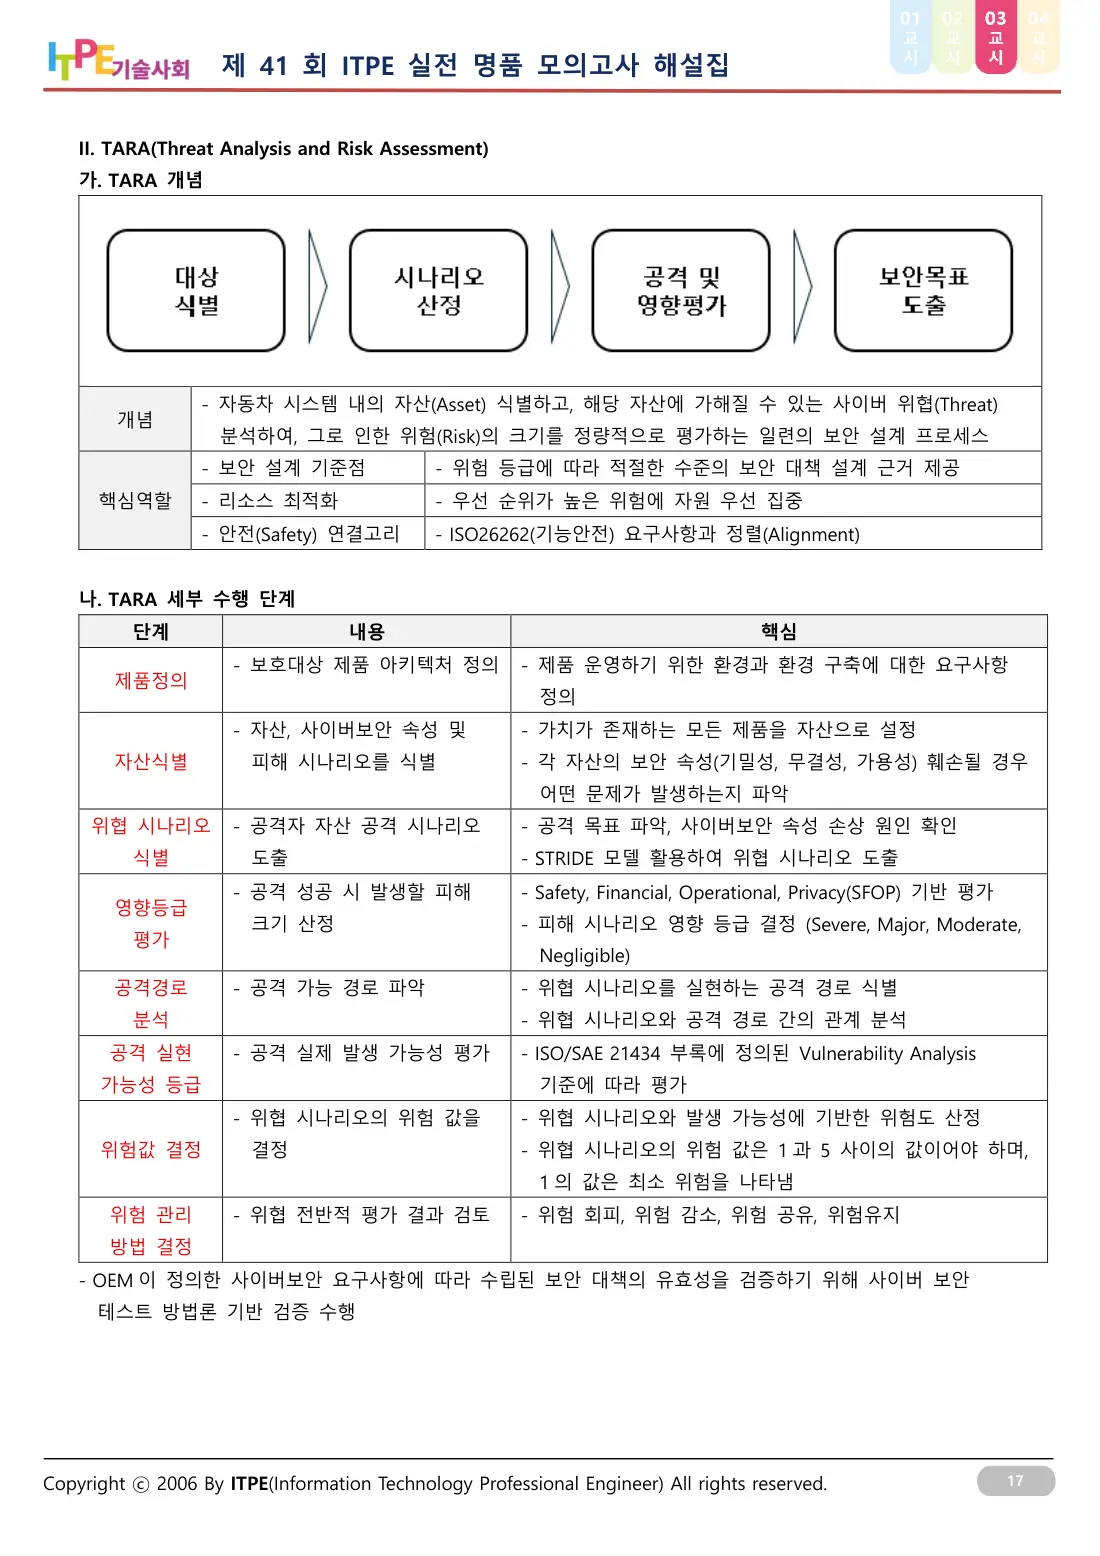 ITPE기술사회 제 41 회 ITPE 실전 명품 모의고사 해설집
01 교시
02 교시
03 교시
04 교시
II. TARA(Threat Analysis and Risk Assessment)
가. TARA 개념
대상 식별
시나리오 산정
공격 및 영향평가
보안목표 도출
개념
- 자동차 시스템 내의 자산(Asset) 식별하고, 해당 자산에 가해질 수 있는 사이버 위협(Threat)
분석하여, 그로 인한 위험(Risk)의 크기를 정량적으로 평가하는 일련의 보안 설계 프로세스
핵심역할
- 보안 설계 기준점 - 위험 등급에 따라 적절한 수준의 보안 대책 설계 근거 제공
- 리소스 최적화 - 우선 순위가 높은 위험에 자원 우선 집중
- 안전(Safety) 연결고리 - ISO26262(기능안전) 요구사항과 정렬(Alignment)
나. TARA 세부 수행 단계
단계 내용 핵심
제품정의
- 보호대상 제품 아키텍처 정의
- 제품 운영하기 위한 환경과 환경 구축에 대한 요구사항
정의
자산식별
- 자산, 사이버보안 속성 및
피해 시나리오를 식별
- 가치가 존재하는 모든 제품을 자산으로 설정
- 각 자산의 보안 속성(기밀성, 무결성, 가용성) 훼손될 경우
어떤 문제가 발생하는지 파악
위협 시나리오
식별
- 공격자 자산 공격 시나리오
도출
- 공격 목표 파악, 사이버보안 속성 손상 원인 확인
- STRIDE 모델 활용하여 위협 시나리오 도출
영향등급
평가
- 공격 성공 시 발생할 피해
크기 산정
- Safety, Financial, Operational, Privacy(SFOP) 기반 평가
- 피해 시나리오 영향 등급 결정 (Severe, Major, Moderate,
Negligible)
공격경로
분석
- 공격 가능 경로 파악
- 위협 시나리오를 실현하는 공격 경로 식별
- 위협 시나리오와 공격 경로 간의 관계 분석
공격 실현
가능성 등급
- 공격 실제 발생 가능성 평가
- ISO/SAE 21434 부록에 정의된 Vulnerability Analysis
기준에 따라 평가
위험값 결정
- 위협 시나리오의 위험 값을
결정
- 위협 시나리오와 발생 가능성에 기반한 위험도 산정
- 위협 시나리오의 위험 값은 1 과 5 사이의 값이어야 하며,
1 의 값은 최소 위험을 나타냄
위험 관리
방법 결정
- 위협 전반적 평가 결과 검토
- 위험 회피, 위험 감소, 위험 공유, 위험유지
- OEM 이 정의한 사이버보안 요구사항에 따라 수립된 보안 대책의 유효성을 검증하기 위해 사이버 보안
테스트 방법론 기반 검증 수행
Copyright ⓒ 2006 By ITPE(Information Technology Professional Engineer) All rights reserved.
17